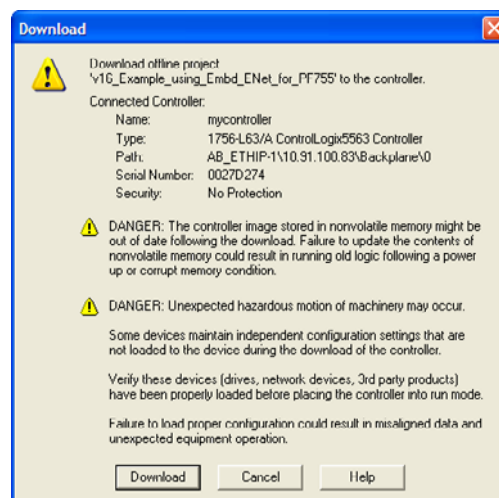 Download
Download offline project
'v16_Example_using_Embd_ENet_for_PF755' to the controller.
Connected Controller:
Name: mycontroller
Type: 1756-L63/A ControlLogix5563 Controller
Path: AB_ETHIP-1\10.91.100.83\Backplane\0
Serial Number: 0027D274
Security: No Protection
DANGER: The controller image stored in nonvolatile memory might be
out of date following the download. Failure to update the contents of
nonvolatile memory could result in running old logic following a power
up or corrupt memory condition.
DANGER: Unexpected hazardous motion of machinery may occur.
Some devices maintain independent configuration settings that are
not loaded to the device during the download of the controller.
Verify these devices (drives, network devices, 3rd party products)
have been properly loaded before placing the controller into run mode.
Failure to load proper configuration could result in misaligned data and
unexpected equipment operation.
Download Cancel Help